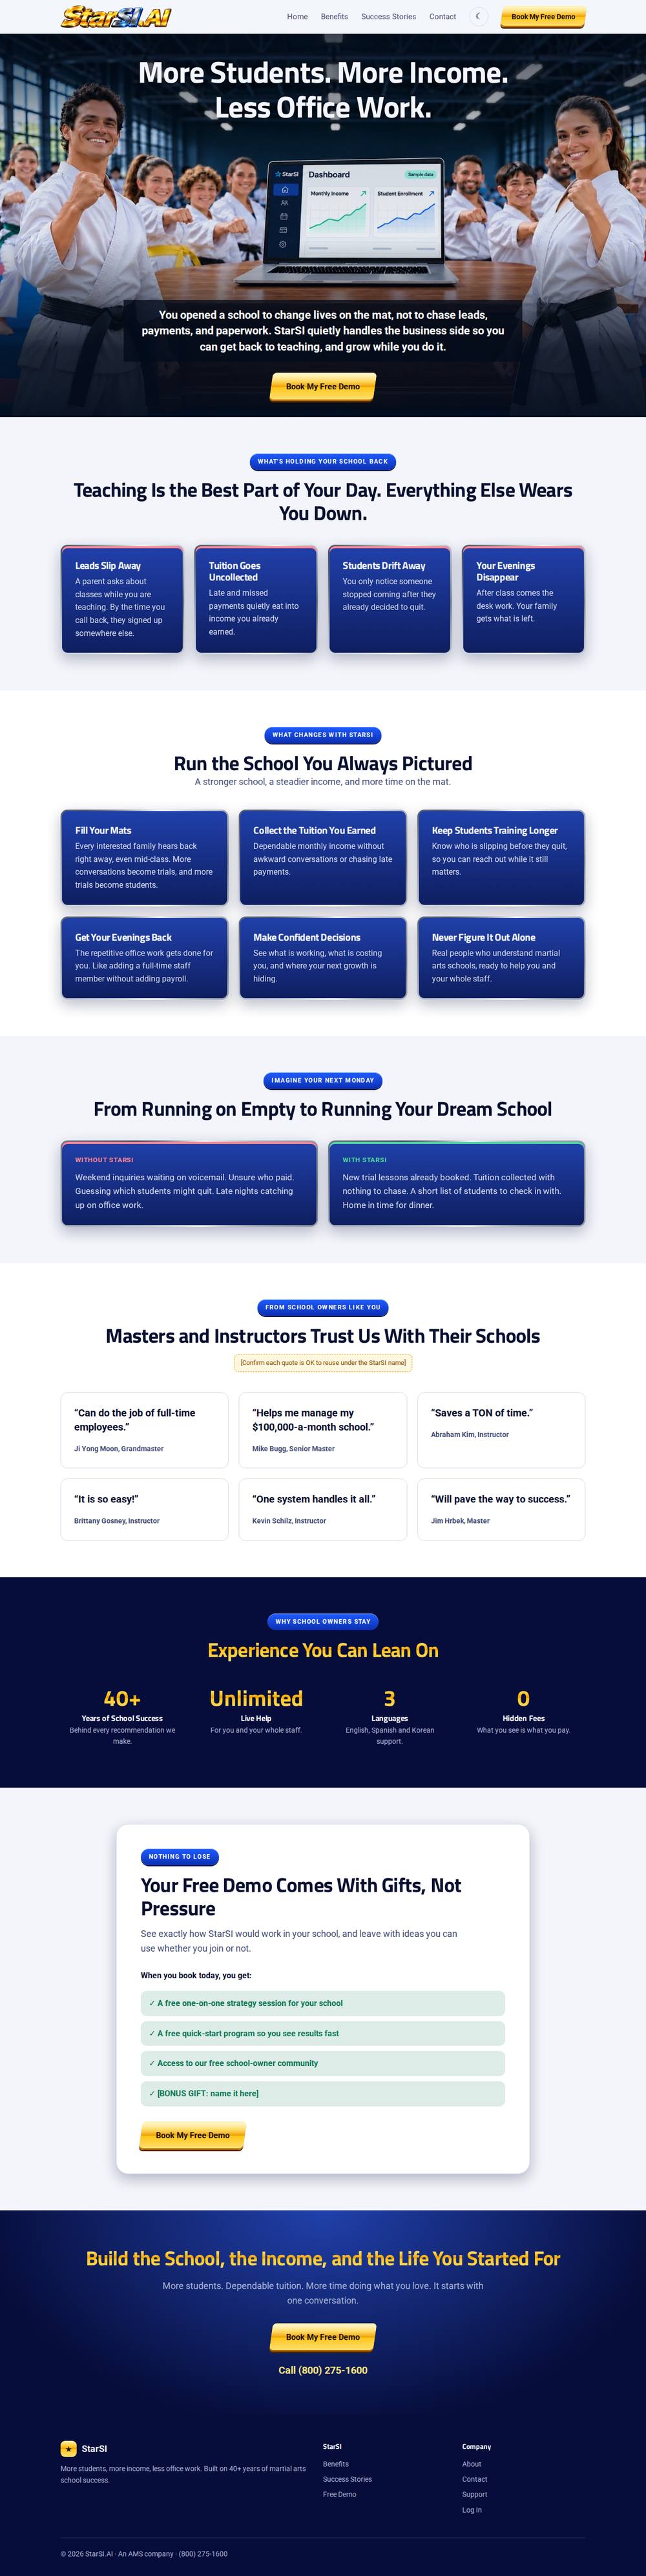 StarSI.AI
Home
Benefits
Success Stories
Contact
Book My Free Demo
More Students. More Income.
Less Office Work.
StarSI
Dashboard
Sample data
Monthly Income
Student Enrollment
You opened a school to change lives on the mat, not to chase leads,
payments, and paperwork. StarSI quietly handles the business side so you
can get back to teaching, and grow while you do it.
Book My Free Demo
WHAT'S HOLDING YOUR SCHOOL BACK
Teaching Is the Best Part of Your Day. Everything Else Wears
You Down.
Leads Slip Away
A parent asks about
classes while you are
teaching. By the time you
call back, they signed up
somewhere else.
Tuition Goes
Uncollected
Late and missed
payments quietly eat into
income you already
earned.
Students Drift Away
You only notice someone
stopped coming after they
already decided to quit.
Your Evenings
Disappear
After class comes the
desk work. Your family
gets what is left.
WHAT CHANGES WITH STARSI
Run the School You Always Pictured
A stronger school, a steadier income, and more time on the mat.
Fill Your Mats
Every interested family hears back
right away, even mid-class. More
conversations become trials, and more
trials become students.
Collect the Tuition You Earned
Dependable monthly income without
awkward conversations or chasing late
payments.
Keep Students Training Longer
Know who is slipping before they quit,
so you can reach out while it still
matters.
Get Your Evenings Back
The repetitive office work gets done for
you. Like adding a full-time staff
member without adding payroll.
Make Confident Decisions
See what is working, what is costing
you, and where your next growth is
hiding.
Never Figure It Out Alone
Real people who understand martial
arts schools, ready to help you and
your whole staff.
IMAGINE YOUR NEXT MONDAY
From Running on Empty to Running Your Dream School
WITHOUT STARSI
Weekend inquiries waiting on voicemail. Unsure who paid.
Guessing which students might quit. Late nights catching
up on office work.
WITH STARSI
New trial lessons already booked. Tuition collected with
nothing to chase. A short list of students to check in with.
Home in time for dinner.
FROM SCHOOL OWNERS LIKE YOU
Masters and Instructors Trust Us With Their Schools
[Confirm each quote is OK to reuse under the StarSI name]
“Can do the job of full-time
employees.”
Ji Yong Moon, Grandmaster
“Helps me manage my
$100,000-a-month school.”
Mike Bugg, Senior Master
“Saves a TON of time.”
Abraham Kim, Instructor
“It is so easy!”
Brittany Gosney, Instructor
“One system handles it all.”
Kevin Schilz, Instructor
“Will pave the way to success.”
Jim Hrbek, Master
WHY SCHOOL OWNERS STAY
Experience You Can Lean On
40+
Years of School Success
Behind every recommendation we
make.
Unlimited
Live Help
For you and your whole staff.
3
Languages
English, Spanish and Korean
support.
0
Hidden Fees
What you see is what you pay.
NOTHING TO LOSE
Your Free Demo Comes With Gifts, Not
Pressure
See exactly how StarSI would work in your school, and leave with ideas you can
use whether you join or not.
When you book today, you get:
✓ A free one-on-one strategy session for your school
✓ A free quick-start program so you see results fast
✓ Access to our free school-owner community
✓ [BONUS GIFT: name it here]
Book My Free Demo
Build the School, the Income, and the Life You Started For
More students. Dependable tuition. More time doing what you love. It starts with
one conversation.
Book My Free Demo
Call (800) 275-1600
StarSI
More students, more income, less office work. Built on 40+ years of martial arts
school success.
StarSI
Benefits
Success Stories
Free Demo
Company
About
Contact
Support
Log In
© 2026 StarSI.AI · An AMS company · (800) 275-1600